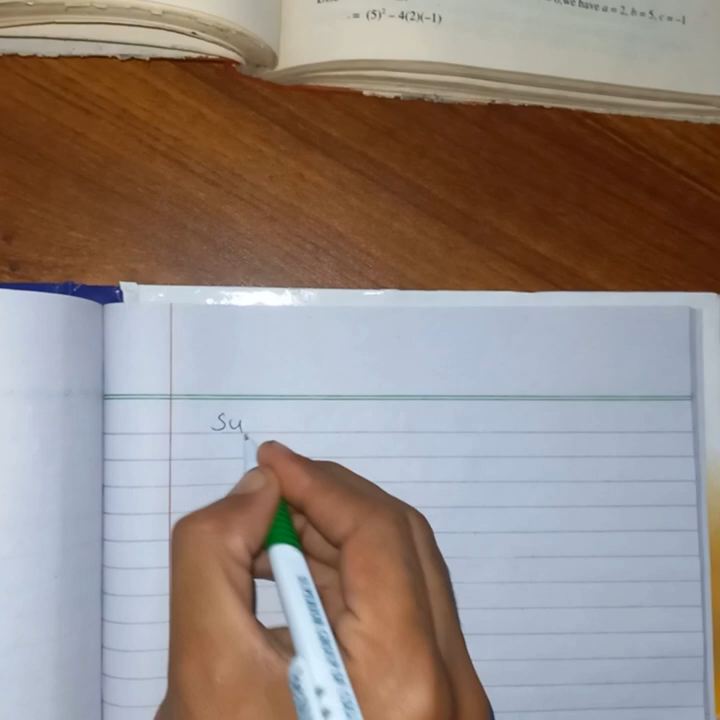 we have a = 2, b = 5, c = -1
.= (5)² – 4(2)(-1)
Su